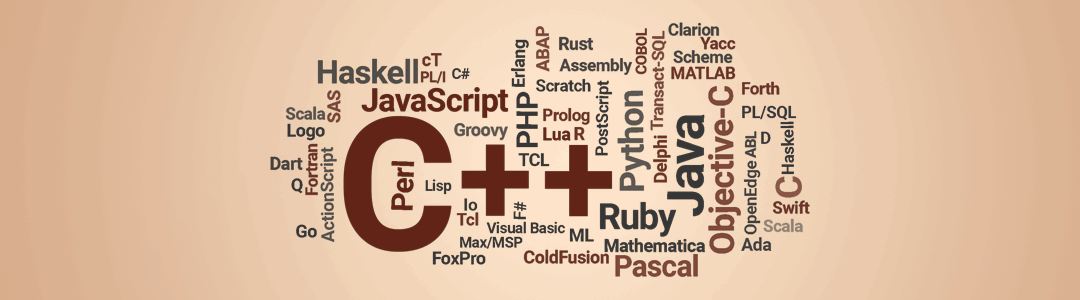 Haskell
cT
PL/I
C#
JavaScript
SAS
Scala
Logo
Dart
Q
Fortran
ActionScript
Go
C++
Perl
Lisp
Groovy
Erlang
ABAP
Rust
Assembly
Scratch
PHP
Prolog
Lua
R
PostScript
TCL
Io
Tcl
F#
Visual Basic
Max/MSP
FoxPro
ML
ColdFusion
COBOL
Transact-SQL
Python
Delphi
Java
Ruby
Mathematica
Pascal
Clarion
Yacc
Scheme
MATLAB
Objective-C
Forth
PL/SQL
OpenEdge ABL
D
Haskell
C
Swift
Scala
Ada